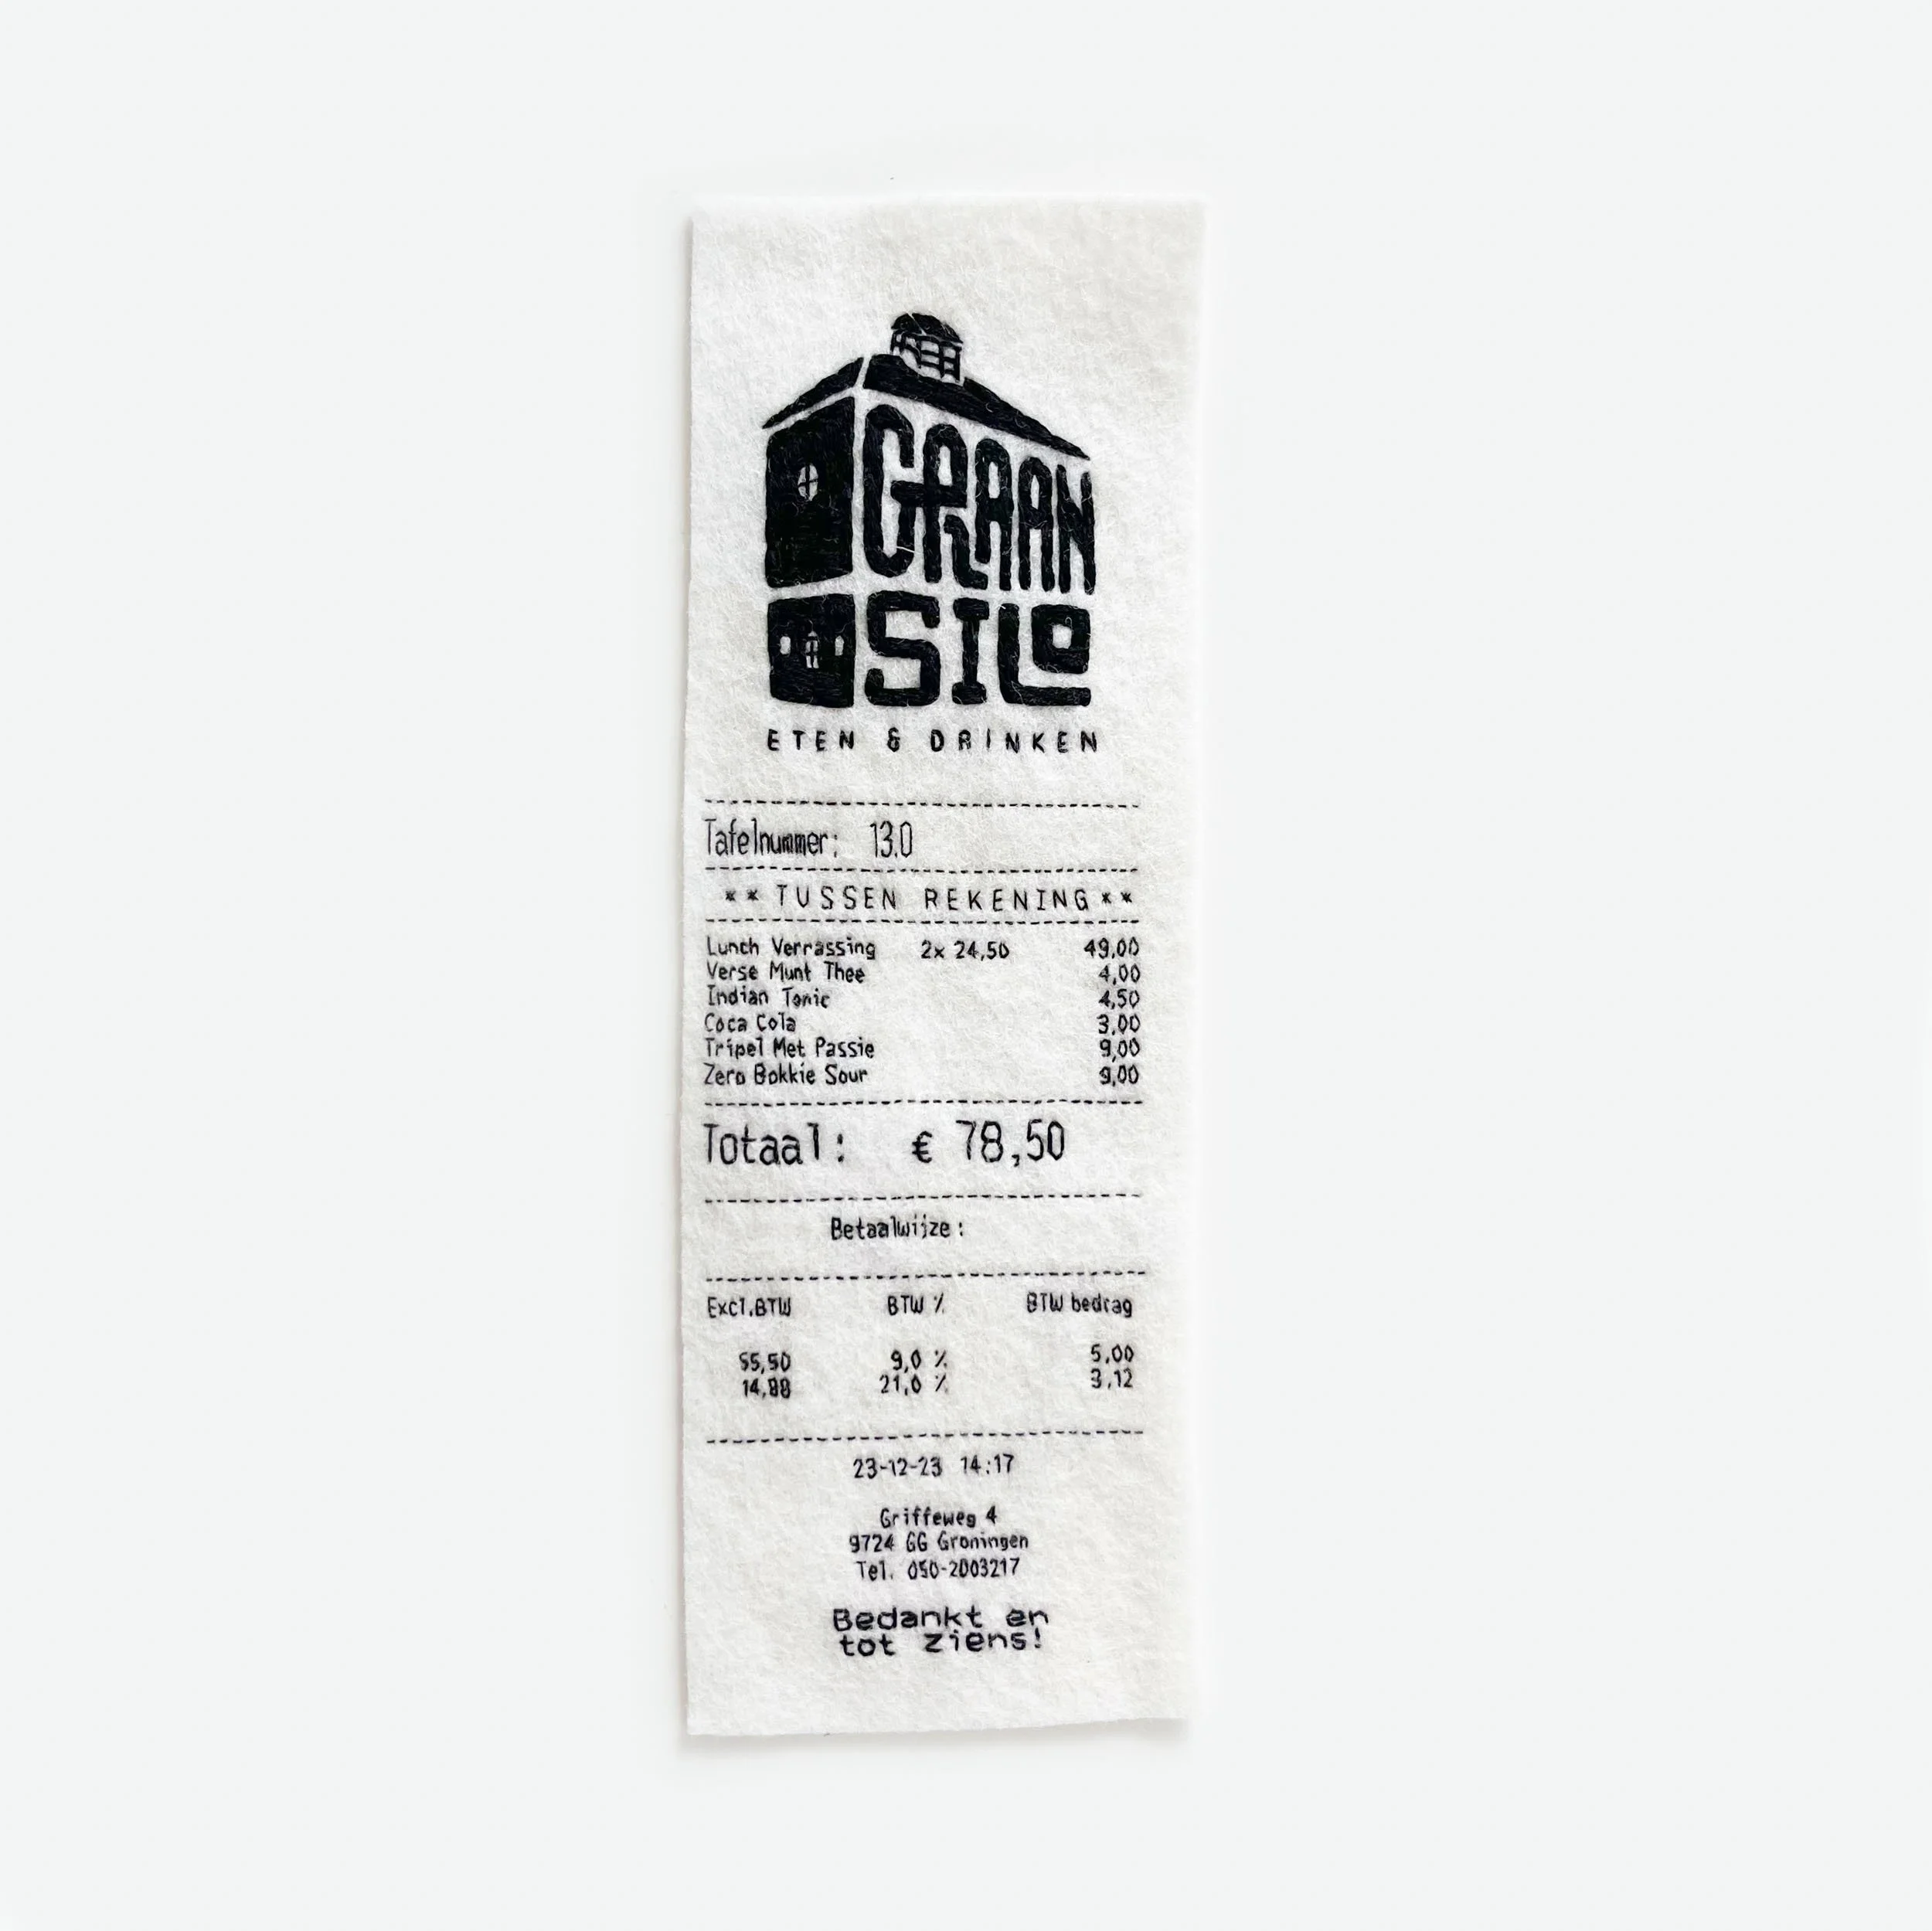 GRAAN
SILO
ETEN & DRINKEN
Tafelnummer: 13.0
** TUSSEN REKENING **
Lunch Verrassing 2x 24,50 49,00
Verse Munt Thee 4,00
Indian Tonic 4,50
Coca Cola 3,00
Tripel Met Passie 9,00
Zero Bokkie Sour 9,00
Totaal: € 78,50
Betaalwijze:
Excl.BTW BTW % BTW bedrag
55,50 9,0 % 5,00
14,88 21,0 % 3,12
23-12-23 14:17
Griffeweg 4
9724 GG Groningen
Tel. 050-2003217
Bedankt en
tot ziens!